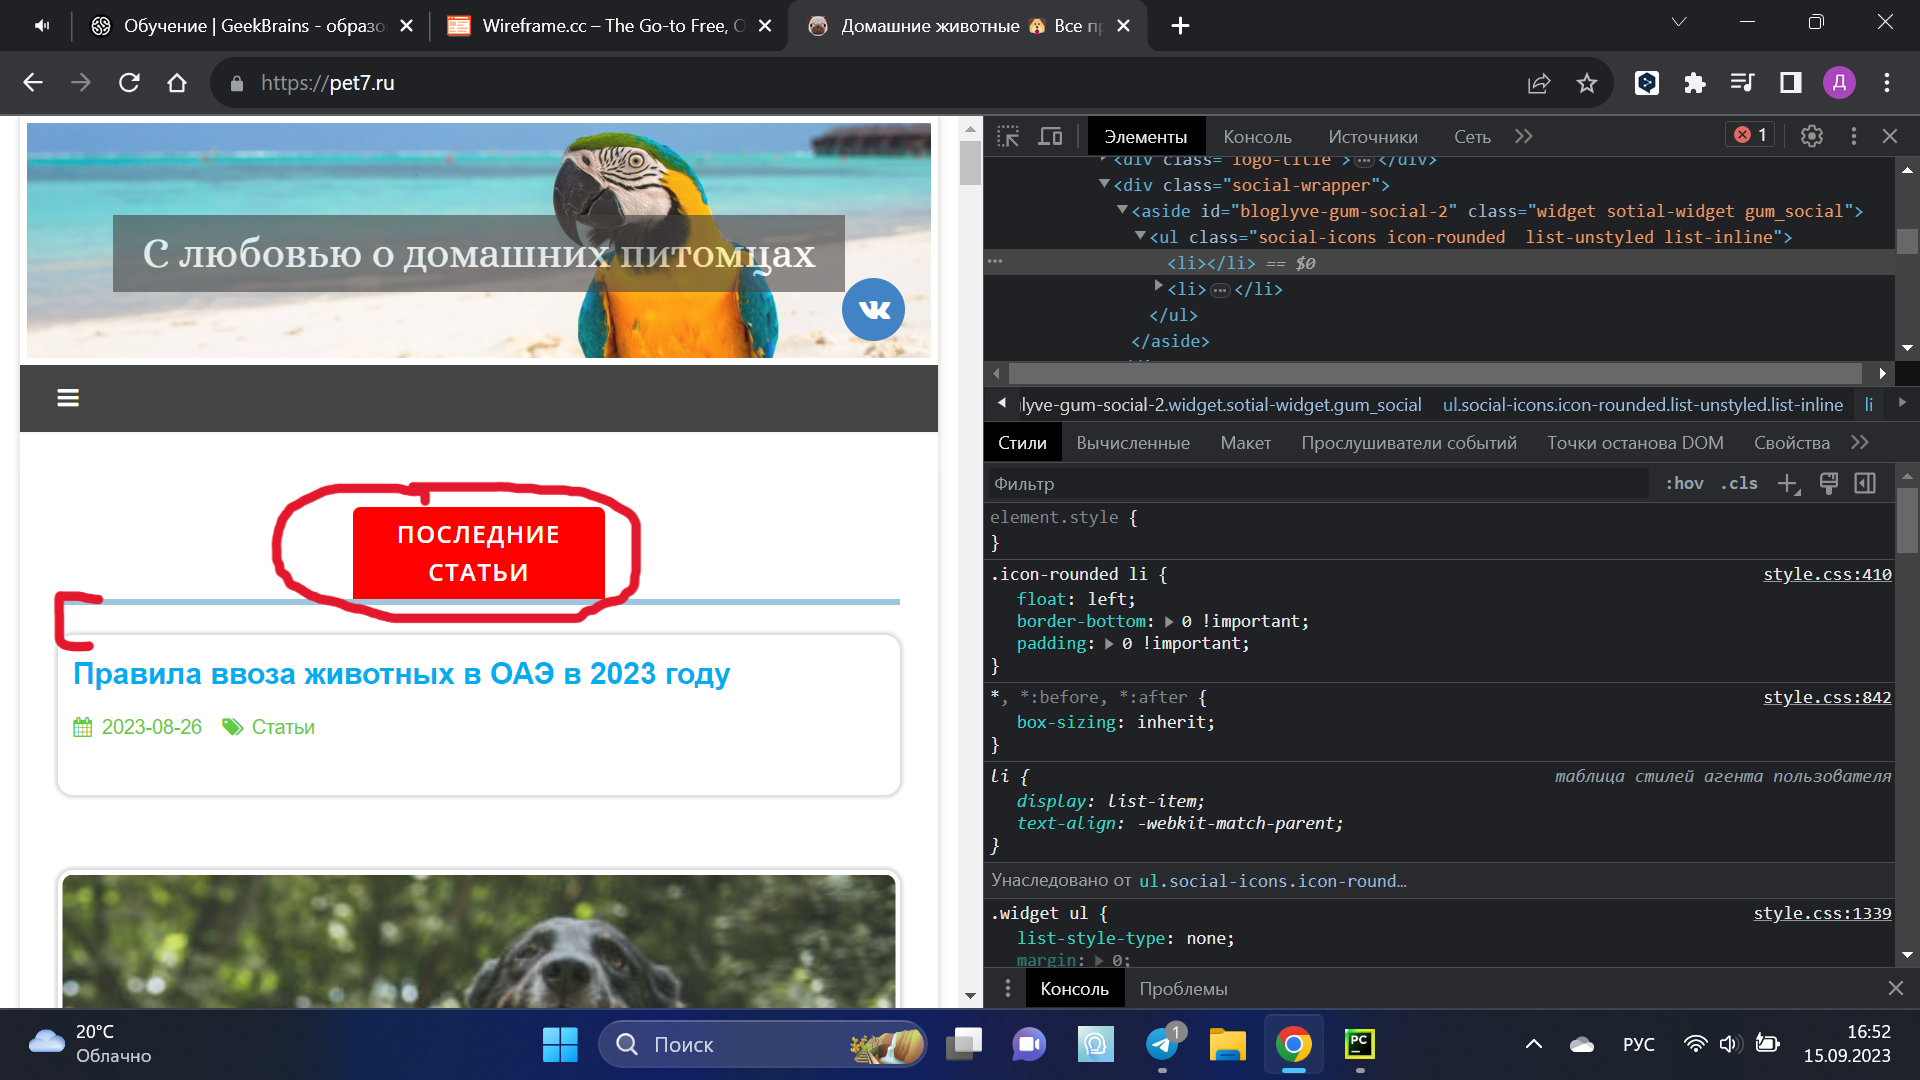 Обучение | GeekBrains - образо
Wireframe.cc – The Go-to Free, O
Домашние животные 🐶 Все пр
https://pet7.ru
Д
С любовью о домашних питомцах
ПОСЛЕДНИЕ
СТАТЬИ
Правила ввоза животных в ОАЭ в 2023 году
2023-08-26 Статьи
Элементы Консоль Источники Сеть 1
<div class="logo-title">…</div>
<div class="social-wrapper">
<aside id="bloglyve-gum-social-2" class="widget sotial-widget gum_social">
<ul class="social-icons icon-rounded  list-unstyled list-inline">
<li></li> == $0
<li>…</li>
</ul>
</aside>
lyve-gum-social-2.widget.sotial-widget.gum_social ul.social-icons.icon-rounded.list-unstyled.list-inline li
Стили Вычисленные Макет Прослушиватели событий Точки останова DOM Свойства
Фильтр :hov .cls
element.style {
}
.icon-rounded li { style.css:410
float: left;
border-bottom: 0 !important;
padding: 0 !important;
}
*, *:before, *:after { style.css:842
box-sizing: inherit;
}
li { таблица стилей агента пользователя
display: list-item;
text-align: -webkit-match-parent;
}
Унаследовано от ul.social-icons.icon-round…
.widget ul { style.css:1339
list-style-type: none;
margin: 0;
Консоль Проблемы
20°C
Облачно
Поиск
1
PC
РУС
16:52
15.09.2023